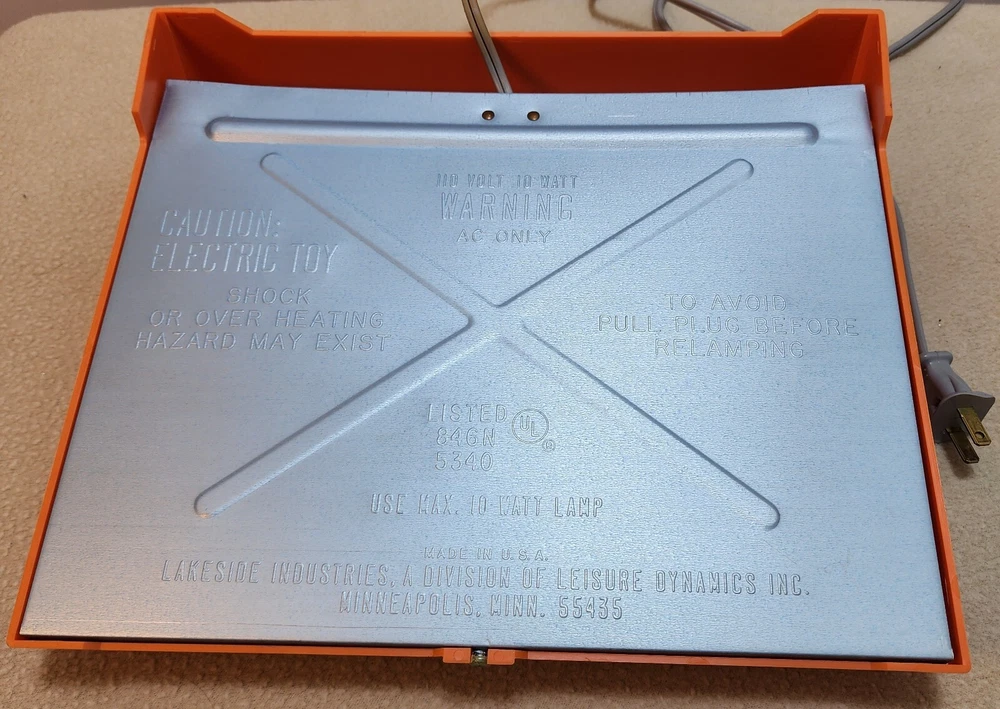 110 VOLT 10 WATT
WARNING
AC ONLY
CAUTION:
ELECTRIC TOY
SHOCK
OR OVER HEATING
HAZARD MAY EXIST
TO AVOID
PULL PLUG BEFORE
RELAMPING
LISTED
846N
5340
UL
®
USE MAX. 10-WATT LAMP
MADE IN U.S.A.
LAKESIDE INDUSTRIES, A DIVISION OF LEISURE DYNAMICS INC.
MINNEAPOLIS, MINN. 55435